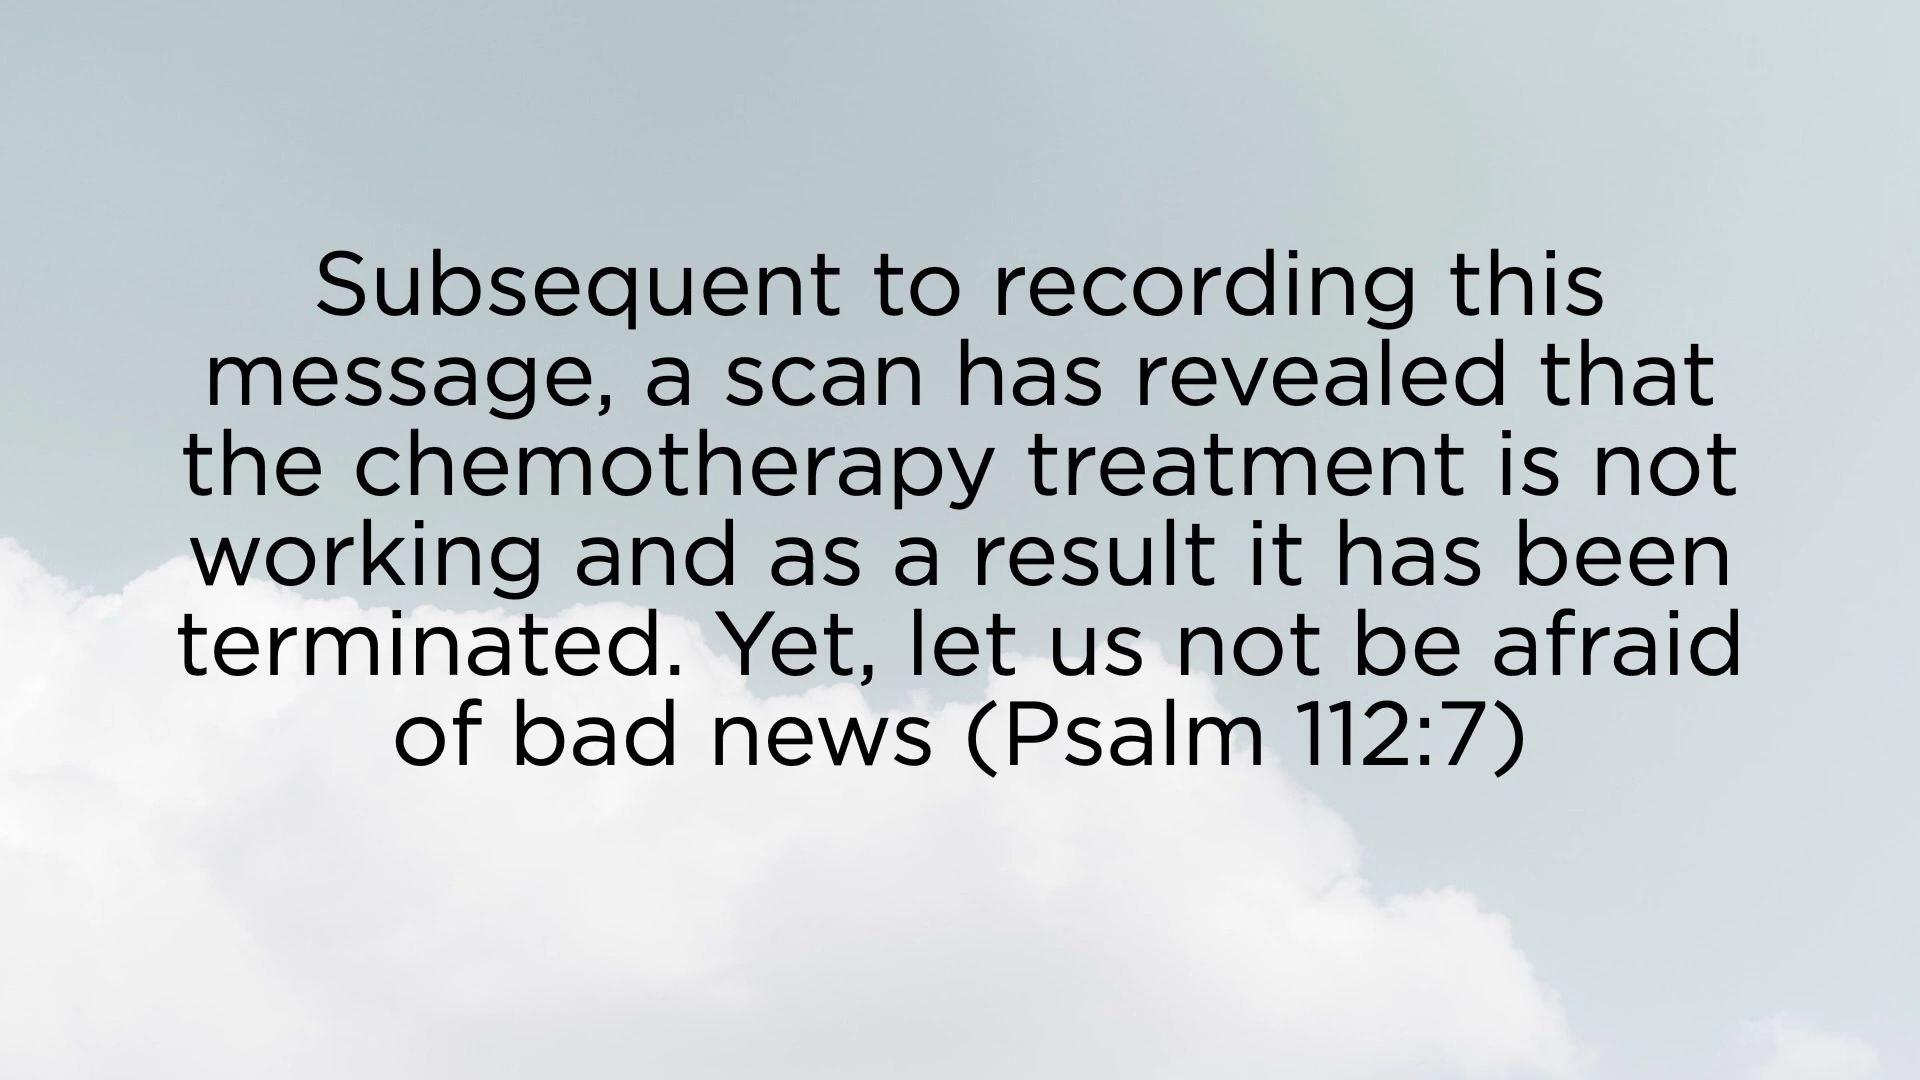 Subsequent to recording this
message, a scan has revealed that
the chemotherapy treatment is not
working and as a result it has been
terminated. Yet, let us not be afraid
of bad news (Psalm 112:7)